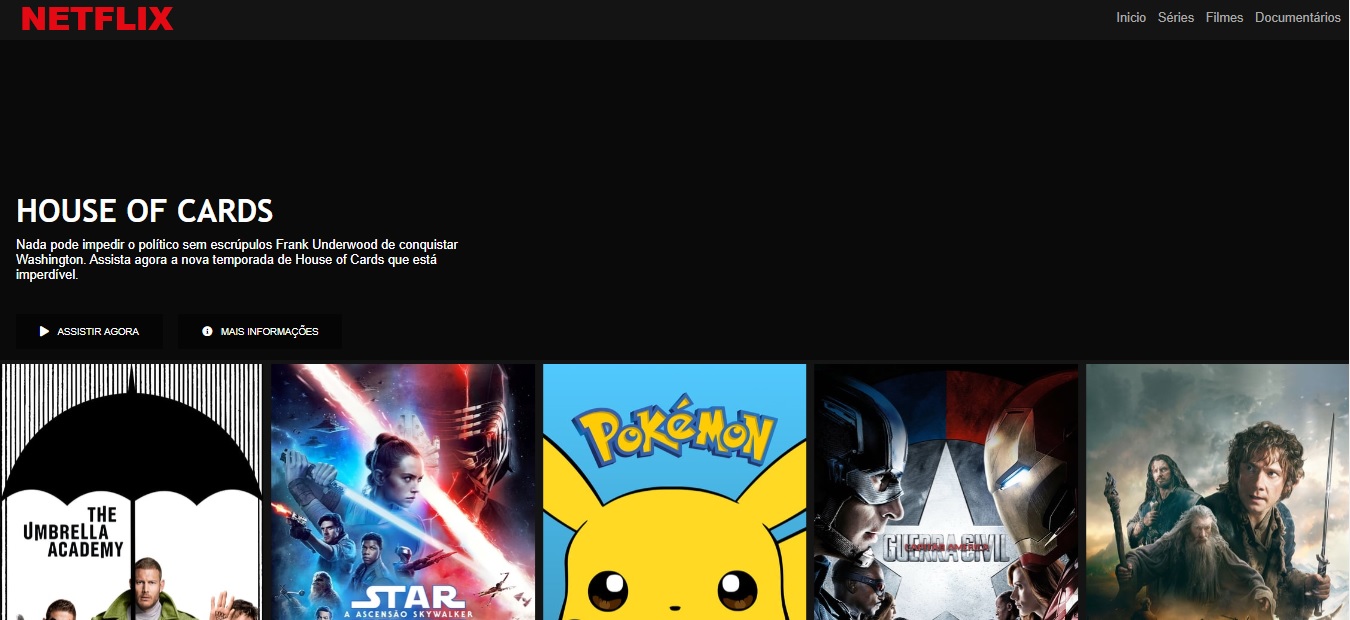 NETFLIX
Inicio Séries Filmes Documentários
HOUSE OF CARDS
Nada pode impedir o político sem escrúpulos Frank Underwood de conquistar
Washington. Assista agora a nova temporada de House of Cards que está
imperdível.
ASSISTIR AGORA MAIS INFORMAÇÕES
THE
UMBRELLA
ACADEMY
STAR
A ASCENSÃO SKYWALKER
POKéMON
GUERRA CIVIL
CAPITÃO AMÉRICA